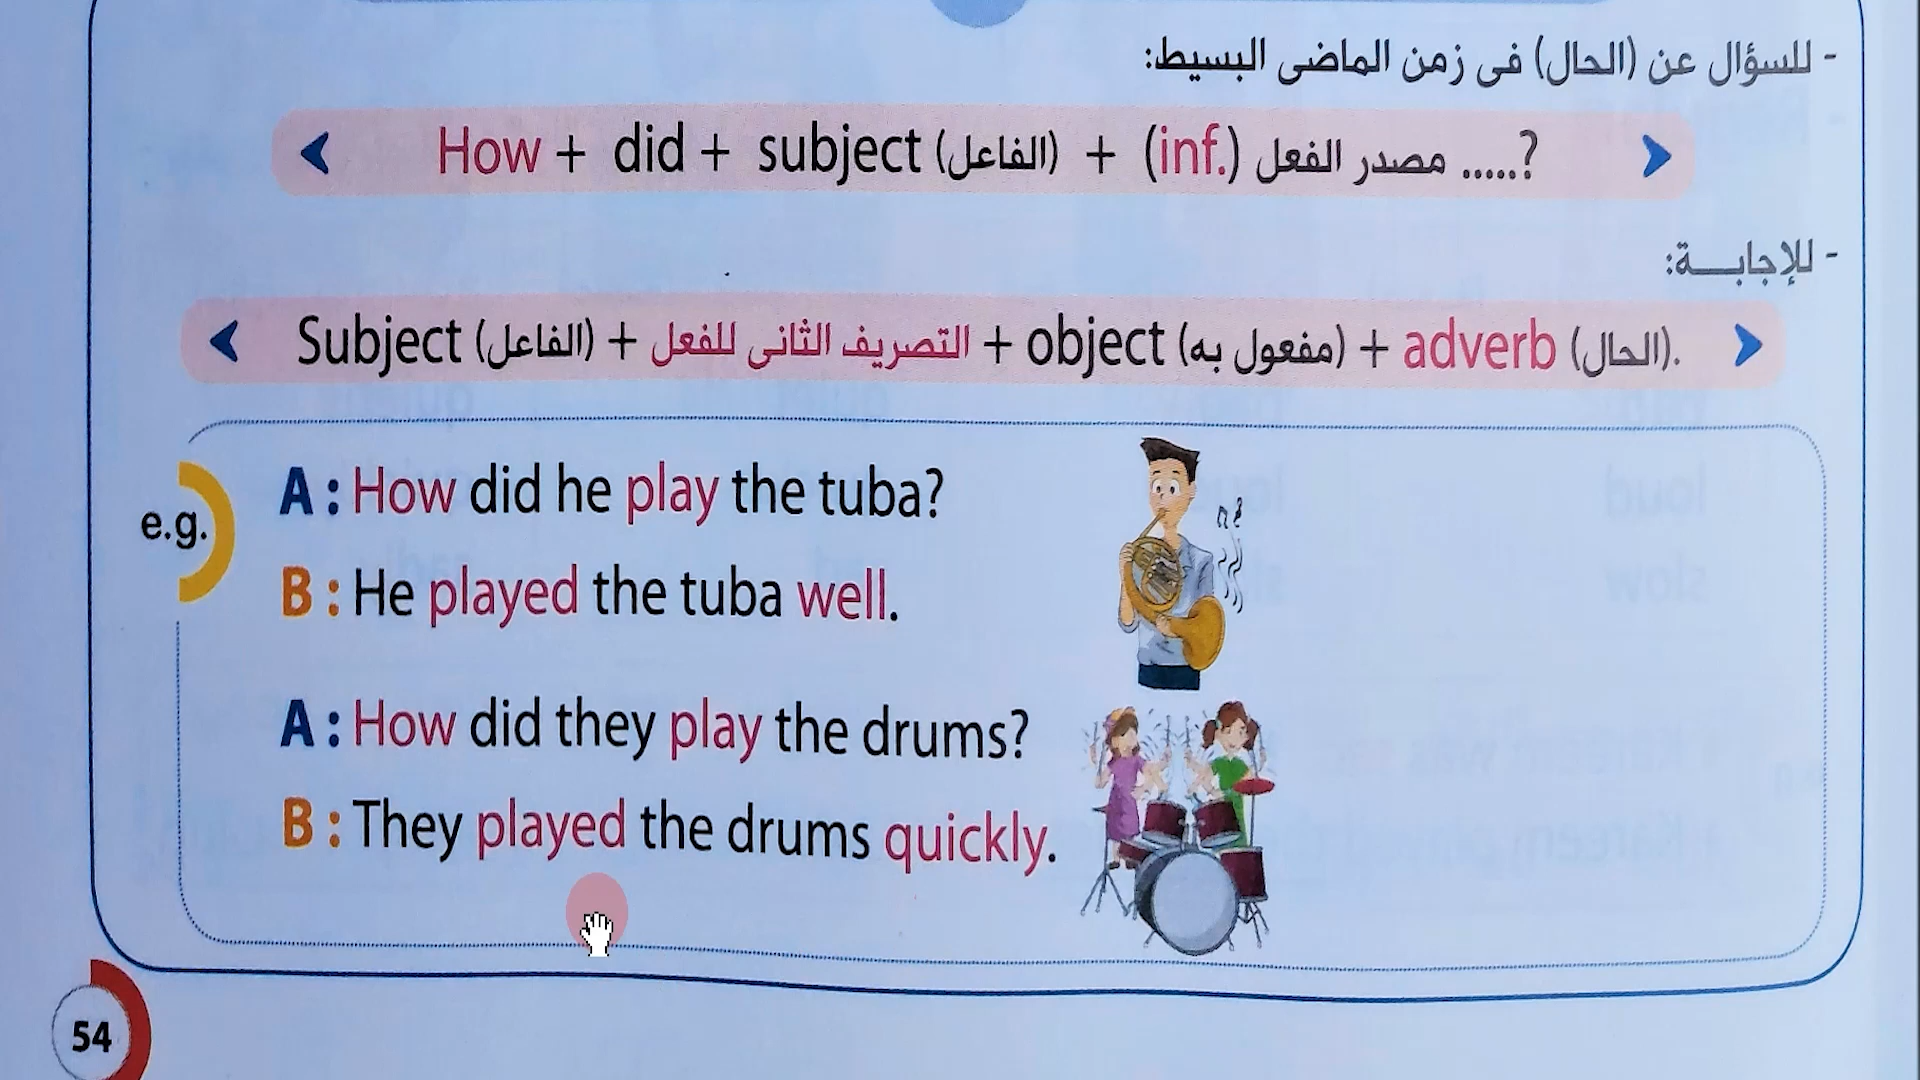 - للسؤال عن (الحال) فى زمن الماضى البسيط:
How + did + subject (الفاعل) + (inf.) مصدر الفعل .....?
- للإجابـــة:
Subject (الفاعل) + التصريف الثانى للفعل + object (مفعول به) + adverb (الحال).
e.g.
A : How did he play the tuba?
B : He played the tuba well.
A : How did they play the drums?
B : They played the drums quickly.
54